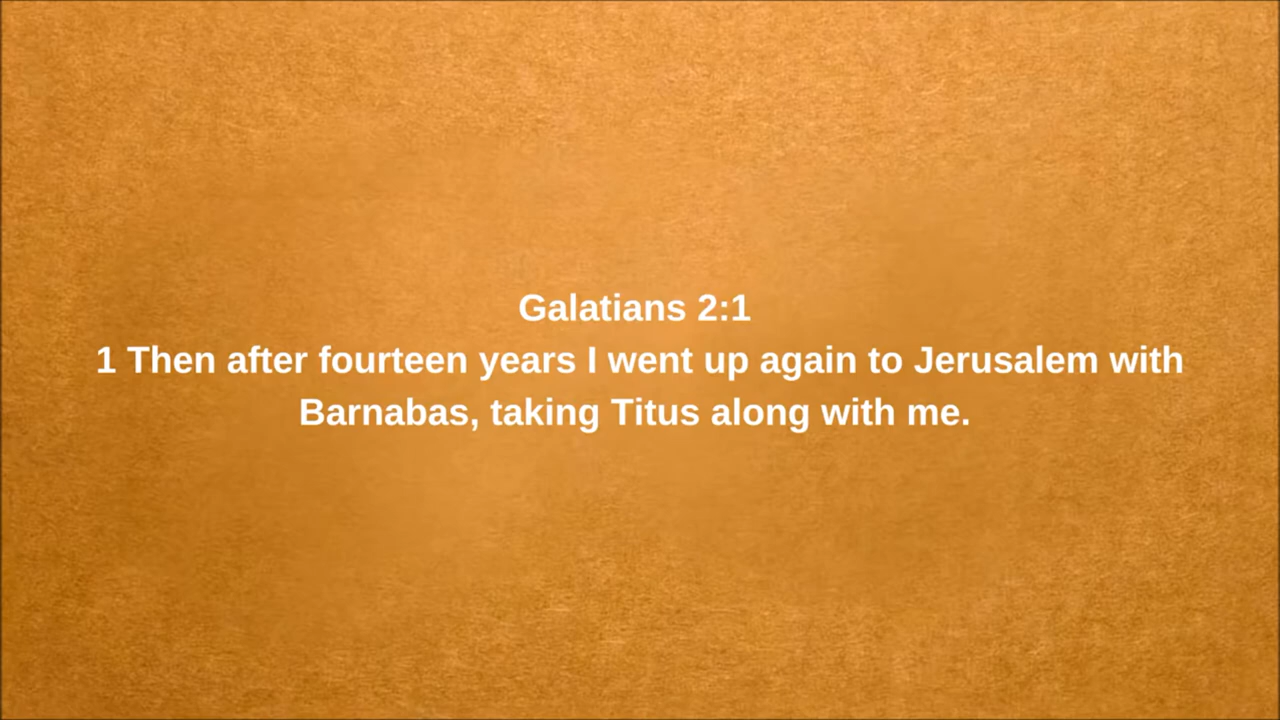 Galatians 2:1
1 Then after fourteen years I went up again to Jerusalem with
Barnabas, taking Titus along with me.